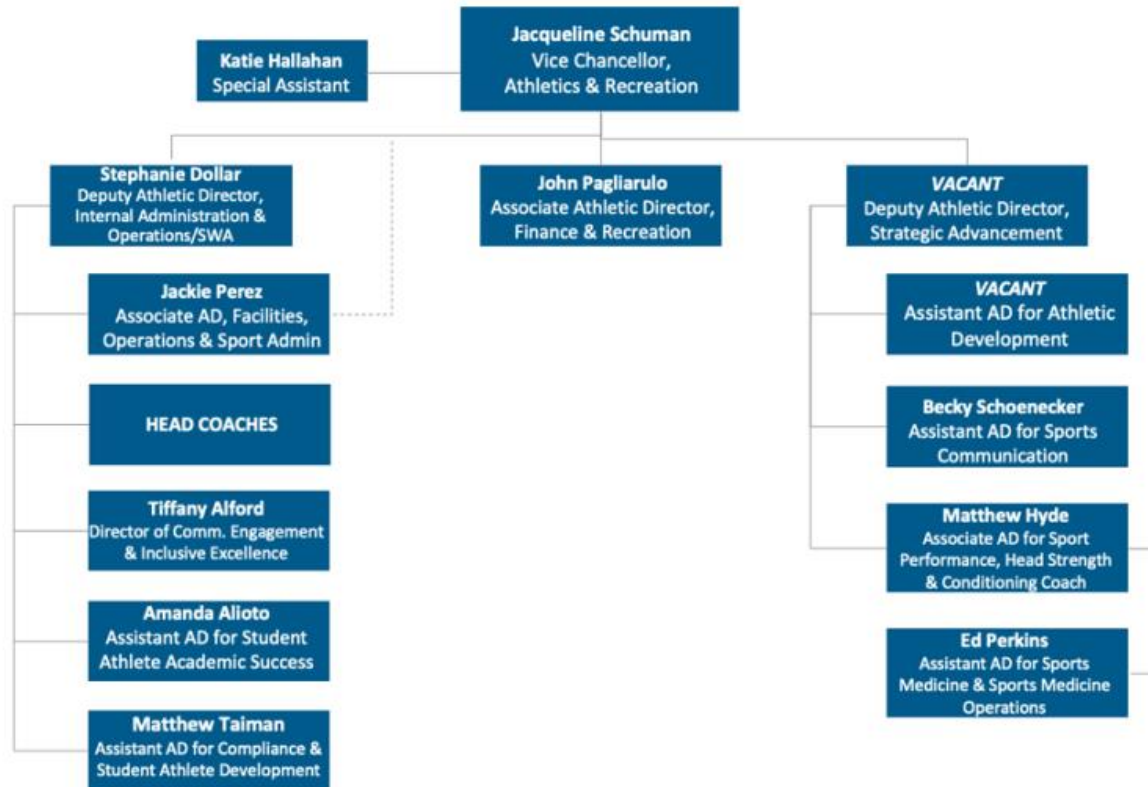 Jacqueline Schuman
Vice Chancellor,
Athletics & Recreation
Katie Hallahan
Special Assistant
Stephanie Dollar
Deputy Athletic Director,
Internal Administration &
Operations/SWA
John Pagliarulo
Associate Athletic Director,
Finance & Recreation
VACANT
Deputy Athletic Director,
Strategic Advancement
Jackie Perez
Associate AD, Facilities,
Operations & Sport Admin
HEAD COACHES
Tiffany Alford
Director of Comm. Engagement
& Inclusive Excellence
Amanda Alioto
Assistant AD for Student
Athlete Academic Success
Matthew Taiman
Assistant AD for Compliance &
Student Athlete Development
VACANT
Assistant AD for Athletic
Development
Becky Schoenecker
Assistant AD for Sports
Communication
Matthew Hyde
Associate AD for Sport
Performance, Head Strength
& Conditioning Coach
Ed Perkins
Assistant AD for Sports
Medicine & Sports Medicine
Operations